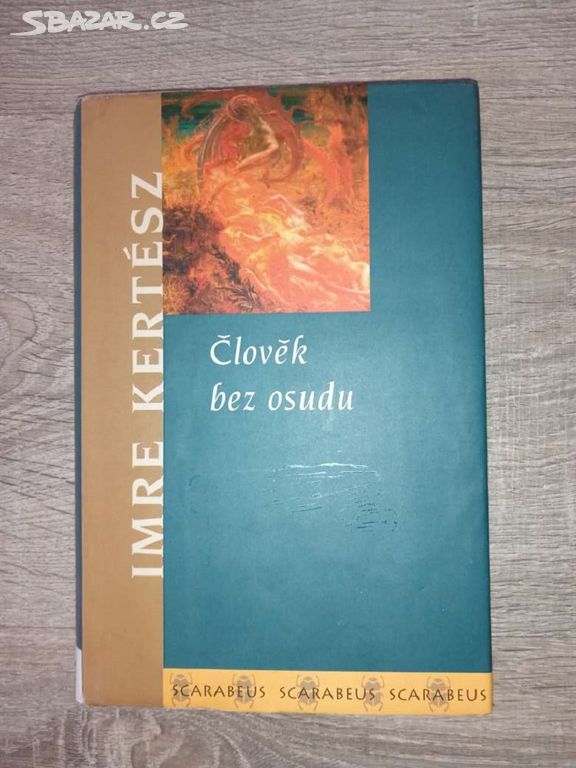 SBAZAR.CZ
IMRE KERTÉSZ
Člověk
bez osudu
SCARABEUS SCARABEUS SCARABEUS